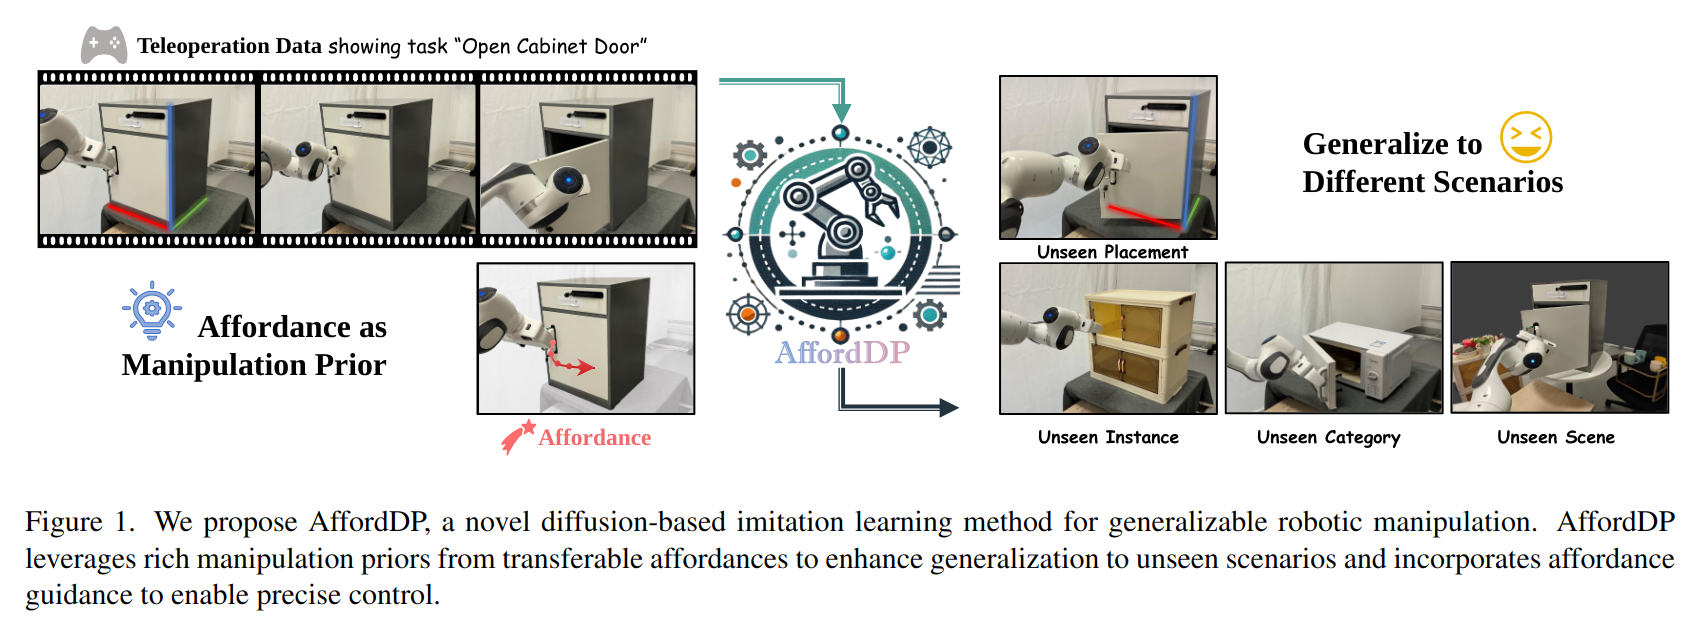 Teleoperation Data showing task “Open Cabinet Door”
Affordance as
Manipulation Prior
Affordance
AffordDP
Generalize to
Different Scenarios
Unseen Placement
Unseen Instance
Unseen Category
Unseen Scene
Figure 1. We propose AffordDP, a novel diffusion-based imitation learning method for generalizable robotic manipulation. AffordDP
leverages rich manipulation priors from transferable affordances to enhance generalization to unseen scenarios and incorporates affordance
guidance to enable precise control.